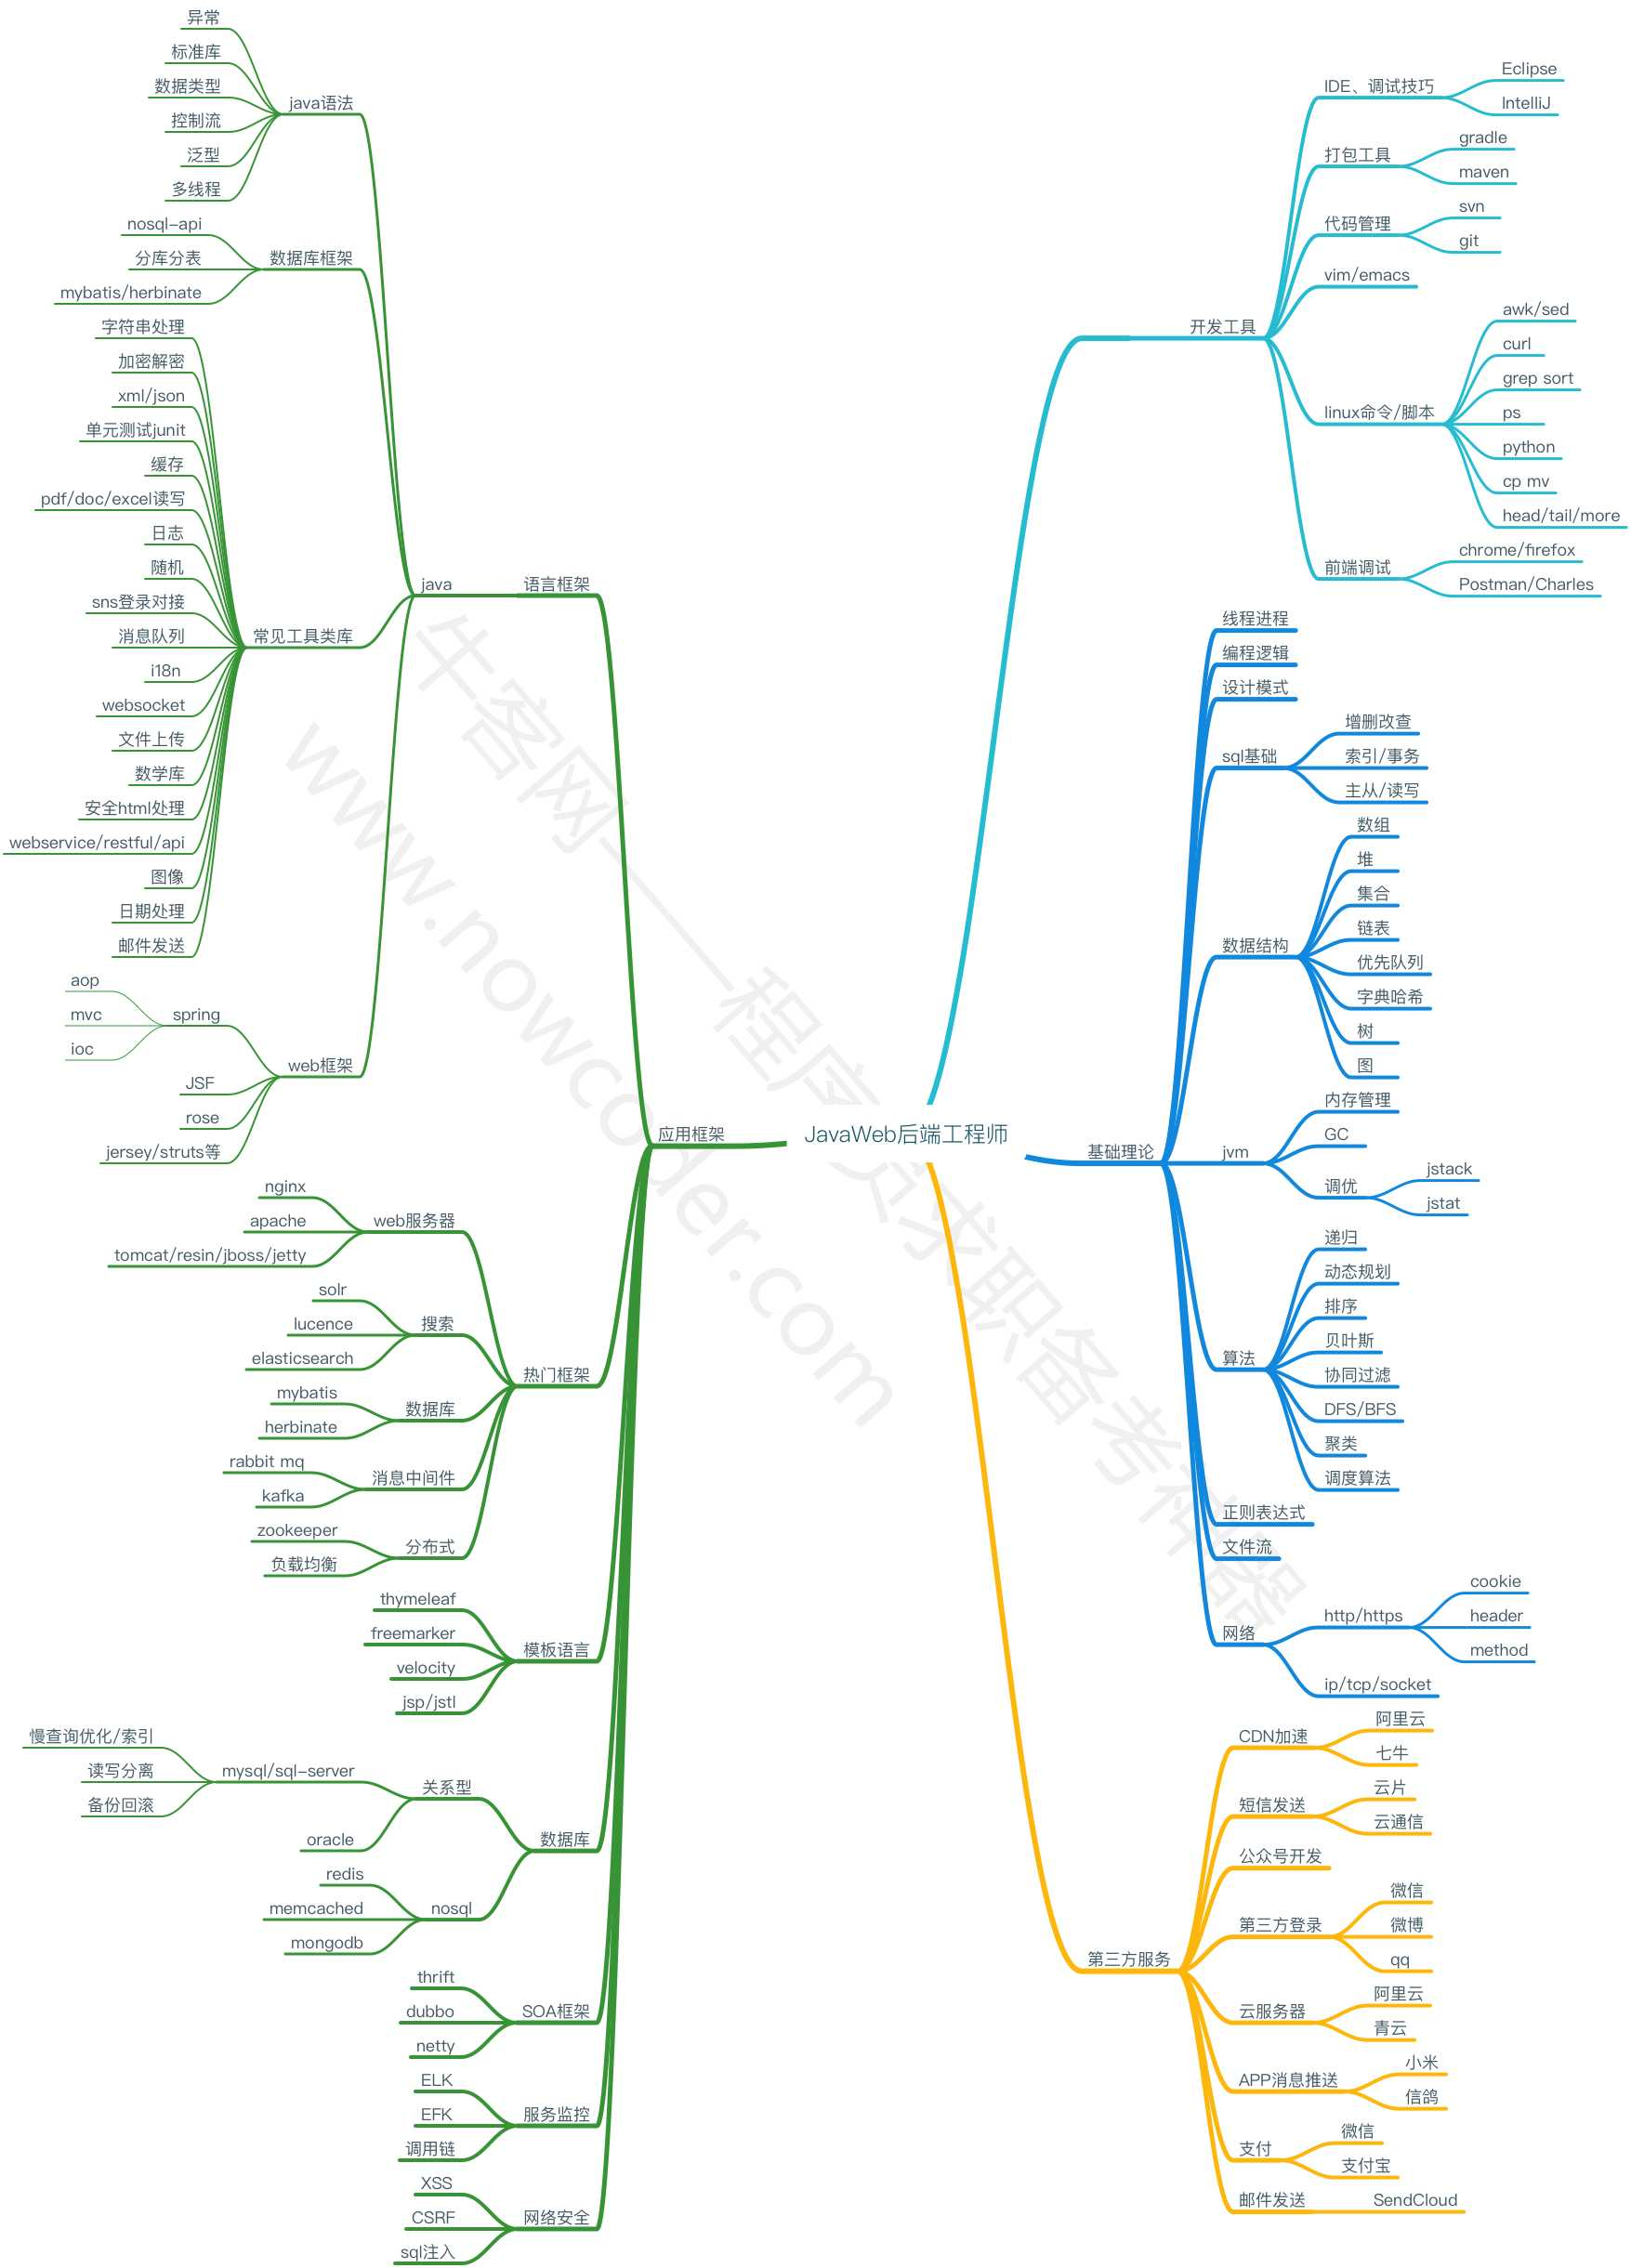 JavaWeb后端工程师
开发工具
IDE、调试技巧
Eclipse
IntelliJ
打包工具
gradle
maven
代码管理
svn
git
vim/emacs
linux命令/脚本
awk/sed
curl
grep sort
ps
python
cp mv
head/tail/more
前端调试
chrome/firefox
Postman/Charles
基础理论
线程进程
编程逻辑
设计模式
sql基础
增删改查
索引/事务
主从/读写
数据结构
数组
堆
集合
链表
优先队列
字典哈希
树
图
jvm
内存管理
GC
调优
jstack
jstat
算法
递归
动态规划
排序
贝叶斯
协同过滤
DFS/BFS
聚类
调度算法
正则表达式
文件流
网络
http/https
cookie
header
method
ip/tcp/socket
第三方服务
CDN加速
阿里云
七牛
短信发送
云片
云通信
公众号开发
第三方登录
微信
微博
qq
云服务器
阿里云
青云
APP消息推送
小米
信鸽
支付
微信
支付宝
邮件发送
SendCloud
应用框架
语言框架
java
java语法
异常
标准库
数据类型
控制流
泛型
多线程
数据库框架
nosql-api
分库分表
mybatis/herbinate
常见工具类库
字符串处理
加密解密
xml/json
单元测试junit
缓存
pdf/doc/excel读写
日志
随机
sns登录对接
消息队列
i18n
websocket
文件上传
数学库
安全html处理
webservice/restful/api
图像
日期处理
邮件发送
web框架
spring
aop
mvc
ioc
JSF
rose
jersey/struts等
热门框架
web服务器
nginx
apache
tomcat/resin/jboss/jetty
搜索
solr
lucence
elasticsearch
数据库
mybatis
herbinate
消息中间件
rabbit mq
kafka
分布式
zookeeper
负载均衡
模板语言
thymeleaf
freemarker
velocity
jsp/jstl
数据库
关系型
mysql/sql-server
慢查询优化/索引
读写分离
备份回滚
oracle
nosql
redis
memcached
mongodb
SOA框架
thrift
dubbo
netty
服务监控
ELK
EFK
调用链
网络安全
XSS
CSRF
sql注入
牛客网——程序员求职备考神器
www.nowcoder.com